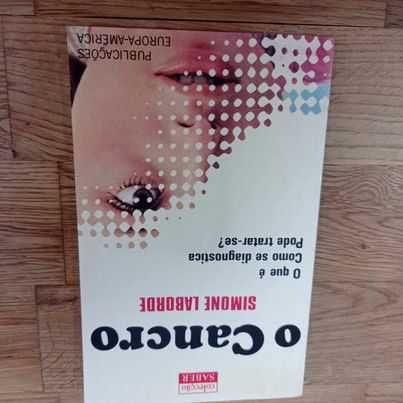 colecção
SABER
o Cancro
SIMONE LABORDE
O que é
Como se diagnostica
Pode tratar-se?
PUBLICAÇÕES
EUROPA-AMÉRICA